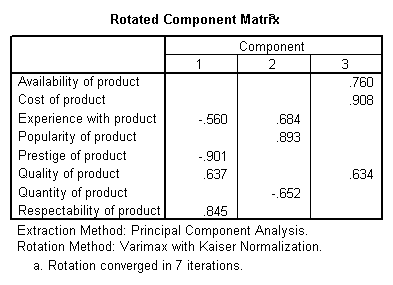 Rotated Component Matrixa
Component
1 2 3
Availability of product .760
Cost of product .908
Experience with product -.560 .684
Popularity of product .893
Prestige of product -.901
Quality of product .637 .634
Quantity of product -.652
Respectability of product .845
Extraction Method: Principal Component Analysis.
Rotation Method: Varimax with Kaiser Normalization.
a. Rotation converged in 7 iterations.